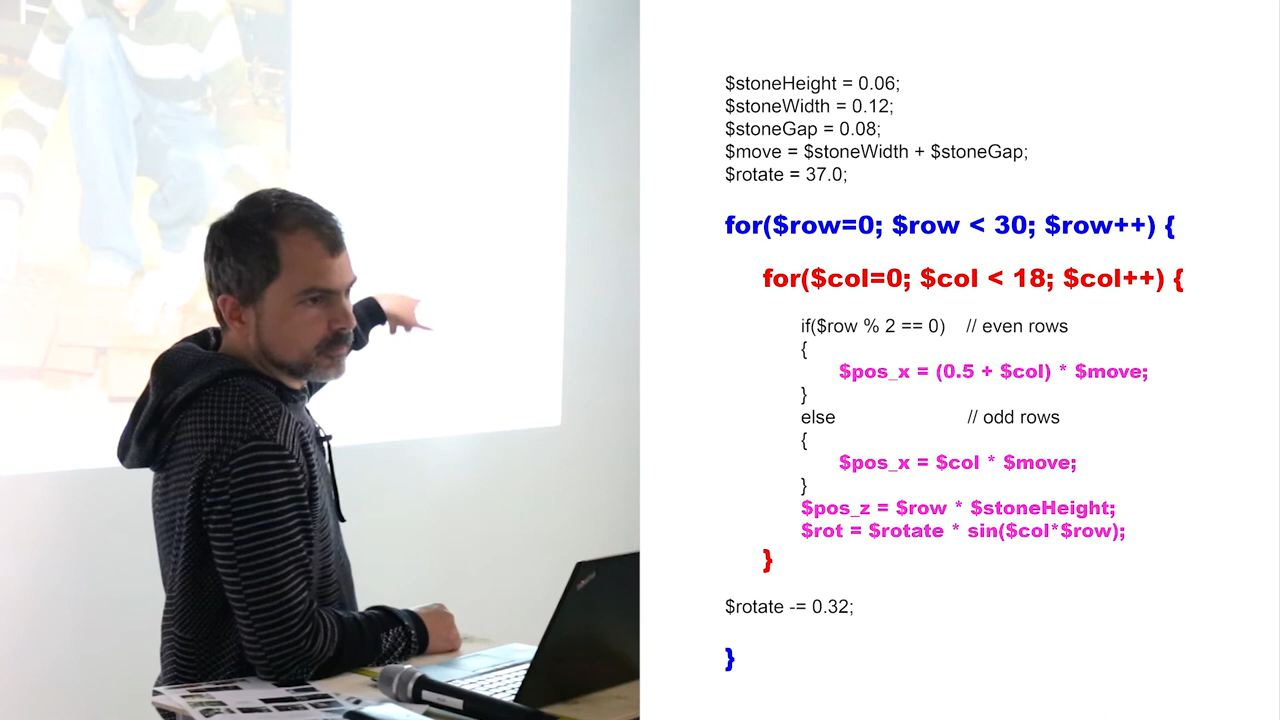 $stoneHeight = 0.06;
$stoneWidth = 0.12;
$stoneGap = 0.08;
$move = $stoneWidth + $stoneGap;
$rotate = 37.0;
for($row=0; $row < 30; $row++) {
for($col=0; $col < 18; $col++) {
if($row % 2 == 0) // even rows
{
$pos_x = (0.5 + $col) * $move;
}
else // odd rows
{
$pos_x = $col * $move;
}
$pos_z = $row * $stoneHeight;
$rot = $rotate * sin($col*$row);
}
$rotate -= 0.32;
}